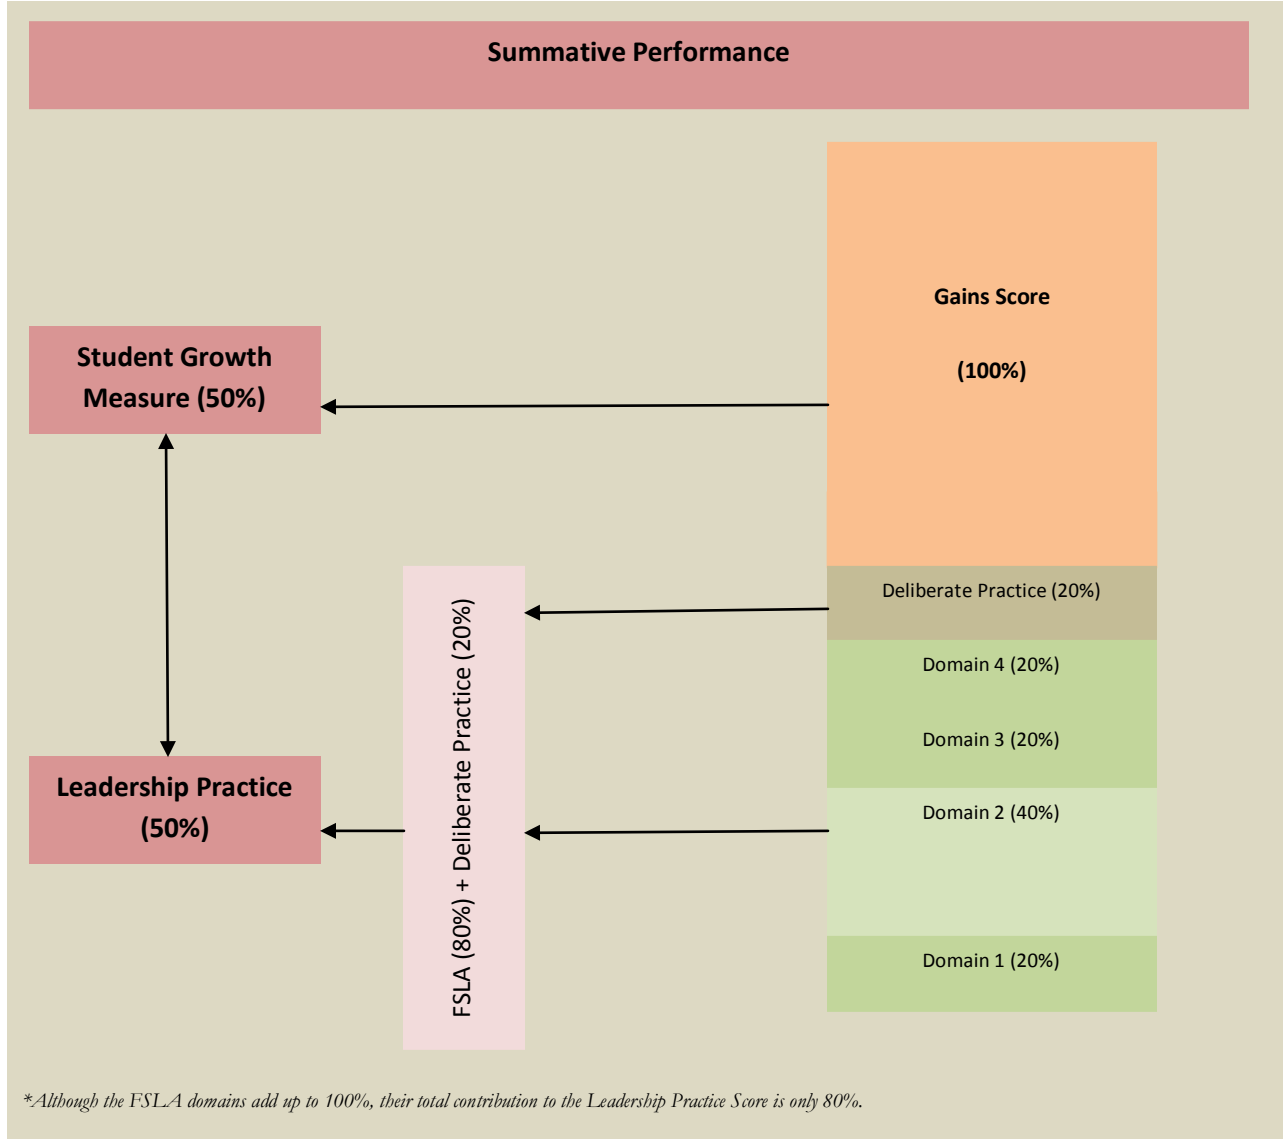 Summative Performance
Gains Score
(100%)
Student Growth
Measure (50%)
Deliberate Practice (20%)
Domain 4 (20%)
Domain 3 (20%)
Domain 2 (40%)
Domain 1 (20%)
FSLA (80%) + Deliberate Practice (20%)
Leadership Practice
(50%)
*Although the FSLA domains add up to 100%, their total contribution to the Leadership Practice Score is only 80%.